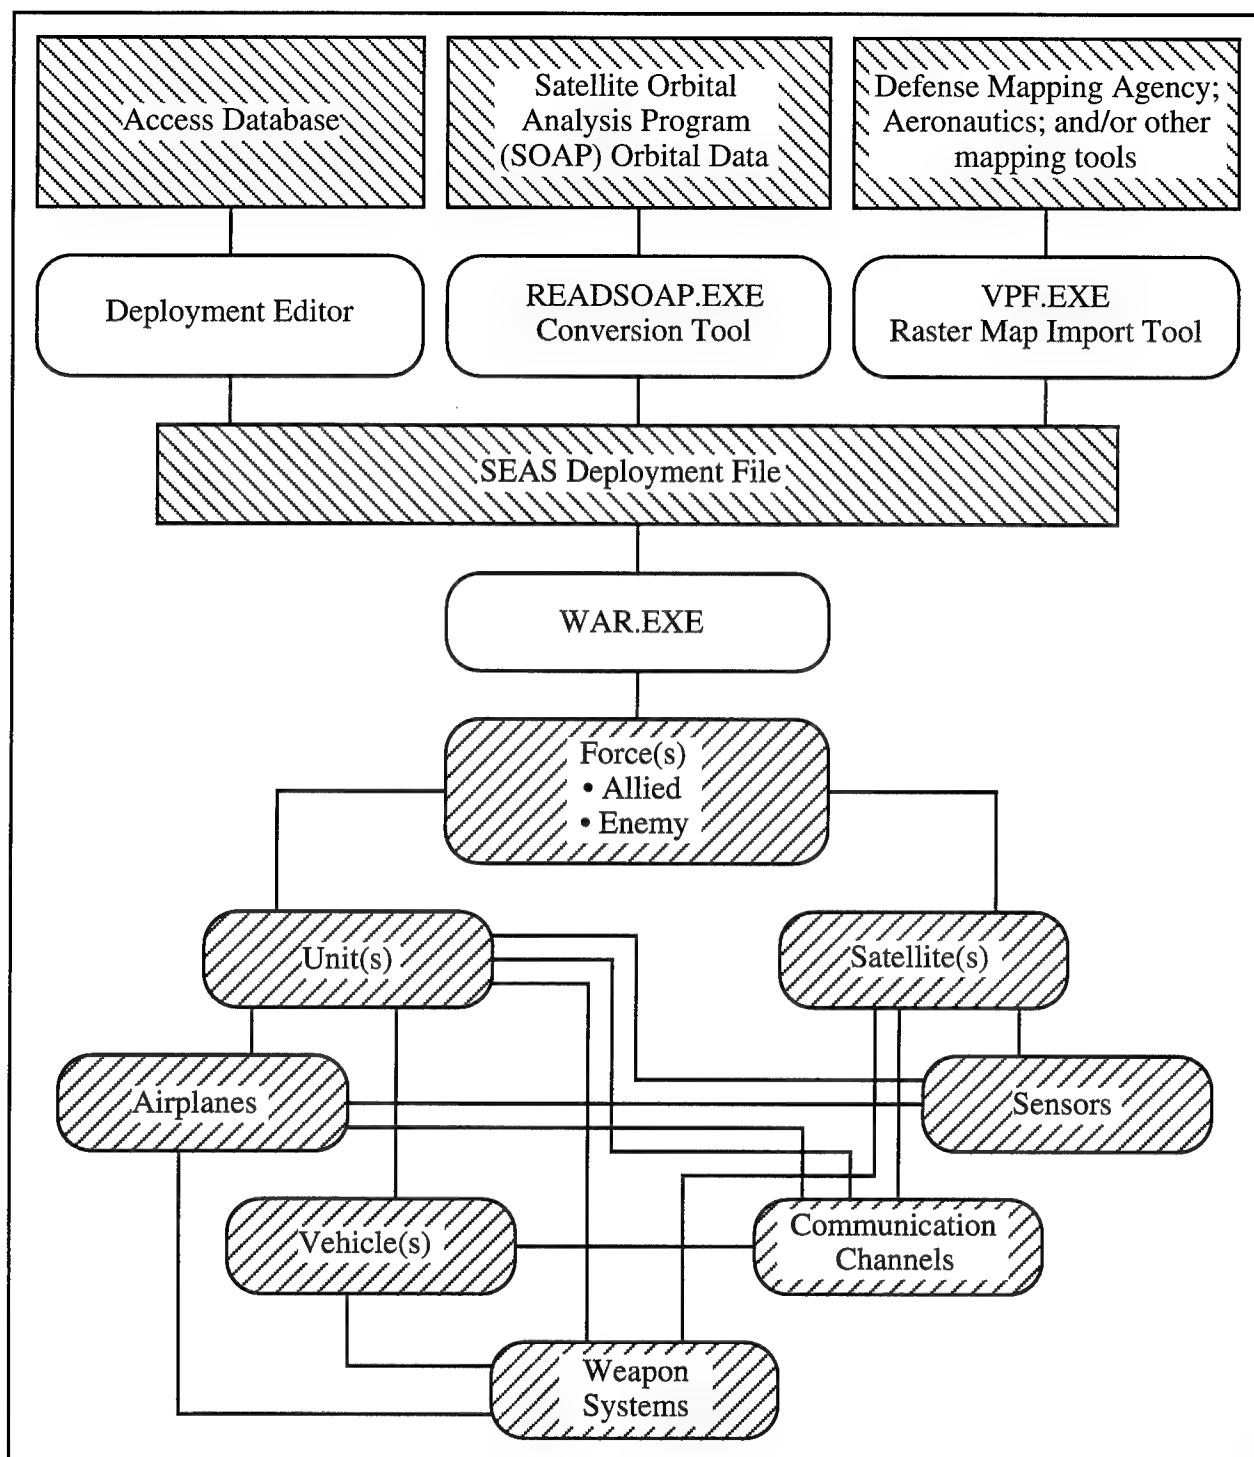 Access Database
Satellite Orbital
Analysis Program
(SOAP) Orbital Data
Defense Mapping Agency;
Aeronautics; and/or other
mapping tools
Deployment Editor
READSOAP.EXE
Conversion Tool
VPF.EXE
Raster Map Import Tool
SEAS Deployment File
WAR.EXE
Force(s)
• Allied
• Enemy
Unit(s)
Satellite(s)
Airplanes
Sensors
Vehicle(s)
Communication
Channels
Weapon
Systems